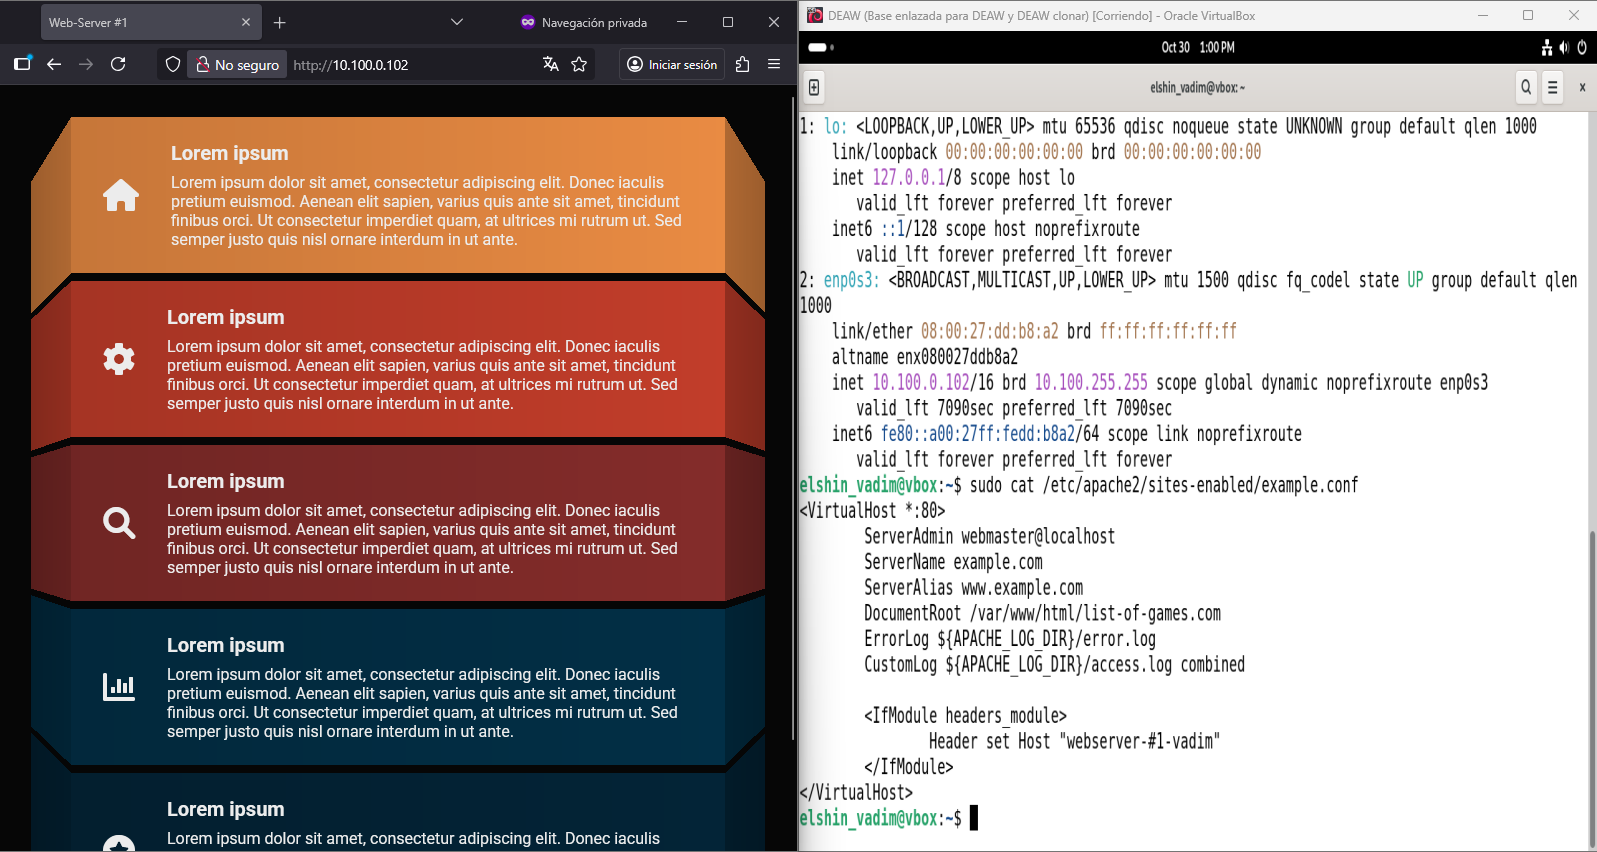 Web-Server #1
Navegación privada
No seguro
http://10.100.0.102
Iniciar sesión
Lorem ipsum
Lorem ipsum dolor sit amet, consectetur adipiscing elit. Donec iaculis
pretium euismod. Aenean elit sapien, varius quis ante sit amet, tincidunt
finibus orci. Ut consectetur imperdiet quam, at ultrices mi rutrum ut. Sed
semper justo quis nisl ornare interdum in ut ante.
Lorem ipsum
Lorem ipsum dolor sit amet, consectetur adipiscing elit. Donec iaculis
pretium euismod. Aenean elit sapien, varius quis ante sit amet, tincidunt
finibus orci. Ut consectetur imperdiet quam, at ultrices mi rutrum ut. Sed
semper justo quis nisl ornare interdum in ut ante.
Lorem ipsum
Lorem ipsum dolor sit amet, consectetur adipiscing elit. Donec iaculis
pretium euismod. Aenean elit sapien, varius quis ante sit amet, tincidunt
finibus orci. Ut consectetur imperdiet quam, at ultrices mi rutrum ut. Sed
semper justo quis nisl ornare interdum in ut ante.
Lorem ipsum
Lorem ipsum dolor sit amet, consectetur adipiscing elit. Donec iaculis
pretium euismod. Aenean elit sapien, varius quis ante sit amet, tincidunt
finibus orci. Ut consectetur imperdiet quam, at ultrices mi rutrum ut. Sed
semper justo quis nisl ornare interdum in ut ante.
Lorem ipsum
Lorem ipsum dolor sit amet, consectetur adipiscing elit. Donec iaculis
DEAW (Base enlazada para DEAW y DEAW clonar) [Corriendo] - Oracle VirtualBox
Oct 30 1:00 PM
elshin_vadim@vbox: ~
1: lo: <LOOPBACK,UP,LOWER_UP> mtu 65536 qdisc noqueue state UNKNOWN group default qlen 1000
link/loopback 00:00:00:00:00:00 brd 00:00:00:00:00:00
inet 127.0.0.1/8 scope host lo
valid_lft forever preferred_lft forever
inet6 ::1/128 scope host noprefixroute
valid_lft forever preferred_lft forever
2: enp0s3: <BROADCAST,MULTICAST,UP,LOWER_UP> mtu 1500 qdisc fq_codel state UP group default qlen
1000
link/ether 08:00:27:dd:b8:a2 brd ff:ff:ff:ff:ff:ff
altname enx080027ddb8a2
inet 10.100.0.102/16 brd 10.100.255.255 scope global dynamic noprefixroute enp0s3
valid_lft 7090sec preferred_lft 7090sec
inet6 fe80::a00:27ff:fedd:b8a2/64 scope link noprefixroute
valid_lft forever preferred_lft forever
elshin_vadim@vbox:~$ sudo cat /etc/apache2/sites-enabled/example.conf
<VirtualHost *:80>
ServerAdmin webmaster@localhost
ServerName example.com
ServerAlias www.example.com
DocumentRoot /var/www/html/list-of-games.com
ErrorLog ${APACHE_LOG_DIR}/error.log
CustomLog ${APACHE_LOG_DIR}/access.log combined
<IfModule headers_module>
Header set Host "webserver-#1-vadim"
</IfModule>
</VirtualHost>
elshin_vadim@vbox:~$